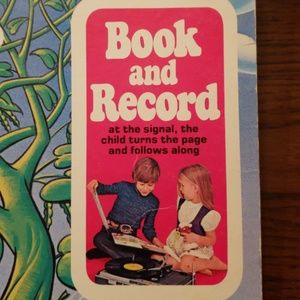 Book
and
Record
at the signal, the
child turns the page
and follows along